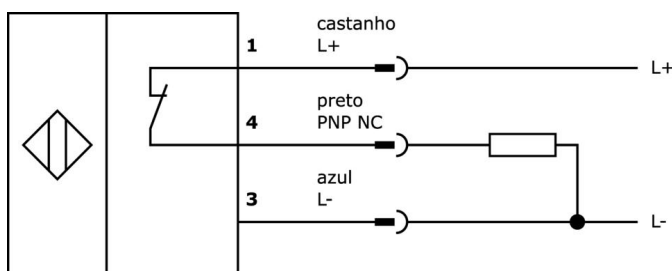 castanho
1 L+
L+
preto
4 PNP NC
azul
3 L-
L-